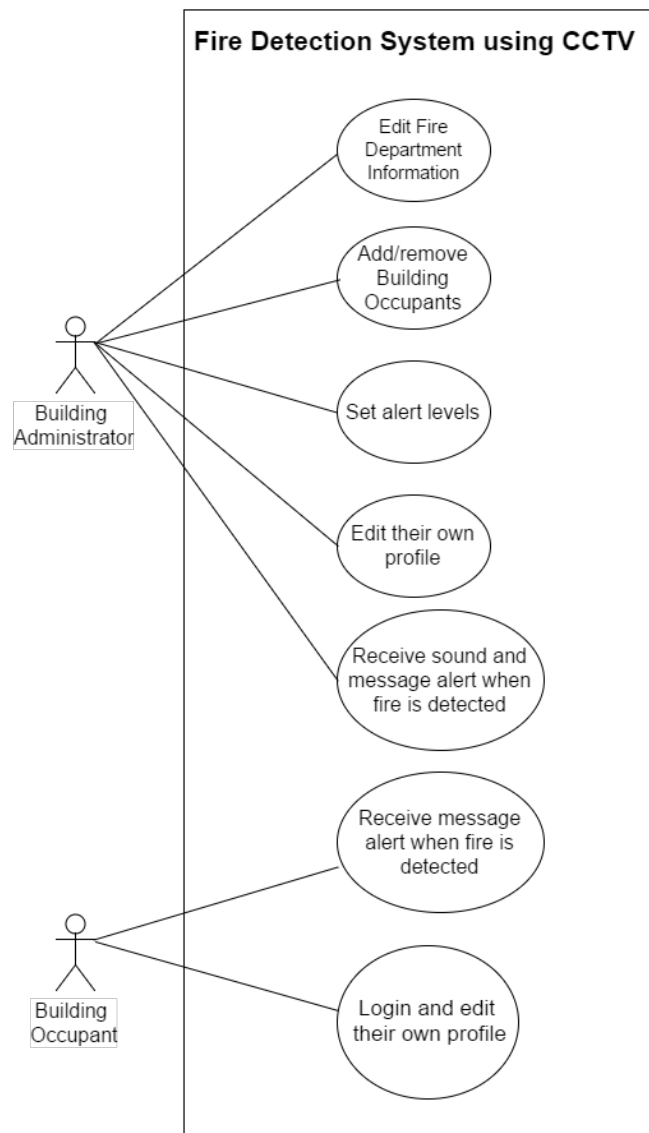 Fire Detection System using CCTV
Edit Fire
Department
Information
Add/remove
Building
Occupants
Set alert levels
Building
Administrator
Edit their own
profile
Receive sound and
message alert when
fire is detected
Receive message
alert when fire is
detected
Building
Occupant
Login and edit
their own profile